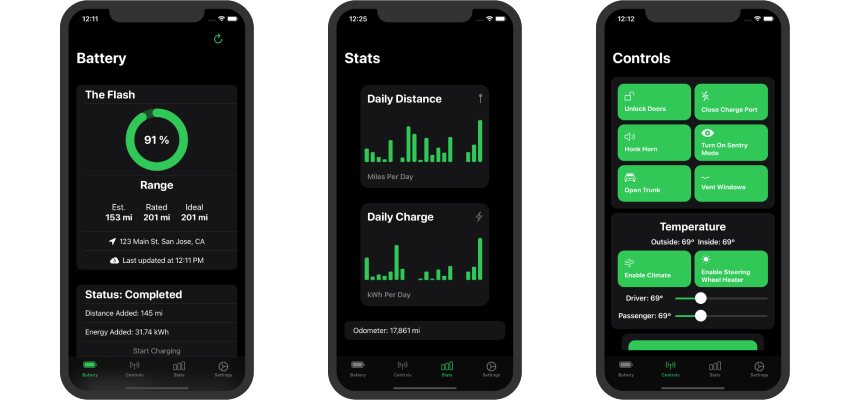 12:11
Battery
The Flash
91 %
Range
Est. Rated Ideal
153 mi 201 mi 201 mi
123 Main St. San Jose, CA
Last updated at 12:11 PM
Status: Completed
Distance Added: 145 mi
Energy Added: 31.74 kWh
Start Charging
Battery Controls Stats Settings
12:25
Stats
Daily Distance
Miles Per Day
Daily Charge
kWh Per Day
Odometer: 17,861 mi
Battery Controls Stats Settings
12:12
Controls
Unlock Doors
Close Charge Port
Honk Horn
Turn On Sentry
Mode
Open Trunk
Vent Windows
Temperature
Outside: 69° Inside: 69°
Enable Climate
Enable Steering
Wheel Heater
Driver: 69°
Passenger: 69°
Battery Controls Stats Settings